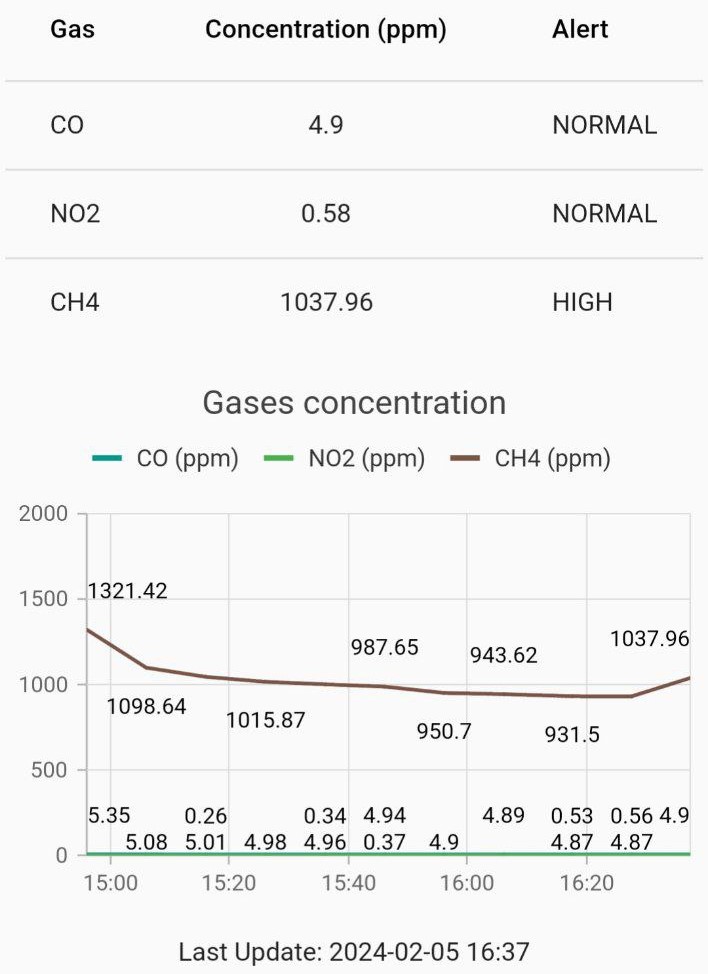 Gas Concentration (ppm) Alert
CO 4.9 NORMAL
NO2 0.58 NORMAL
CH4 1037.96 HIGH
Gases concentration
CO (ppm) NO2 (ppm) CH4 (ppm)
2000
1500
1321.42
1037.96
987.65
943.62
1000
1098.64
1015.87
950.7
931.5
500
5.35 0.26 0.34 4.94 4.89 0.53 0.56 4.9
5.08 5.01 4.98 4.96 0.37 4.9 4.87 4.87
0
15:00 15:20 15:40 16:00 16:20
Last Update: 2024-02-05 16:37